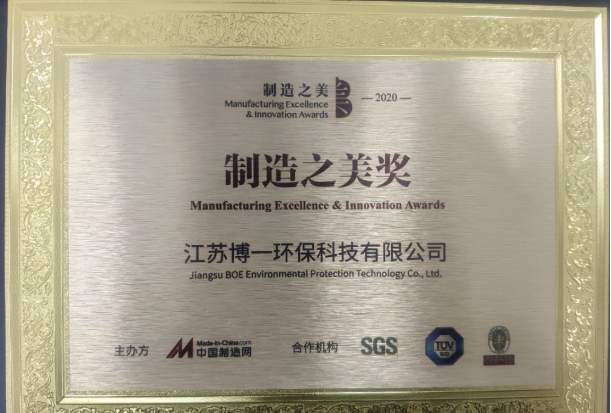 制造之美
Manufacturing Excellence
& Innovation Awards
— 2020 —
制造之美奖
Manufacturing Excellence & Innovation Awards
江苏博一环保科技有限公司
Jiangsu BOE Environmental Protection Technology Co., Ltd.
主办方
Made-in-China.com
中国制造网
合作机构
SGS
TÜV